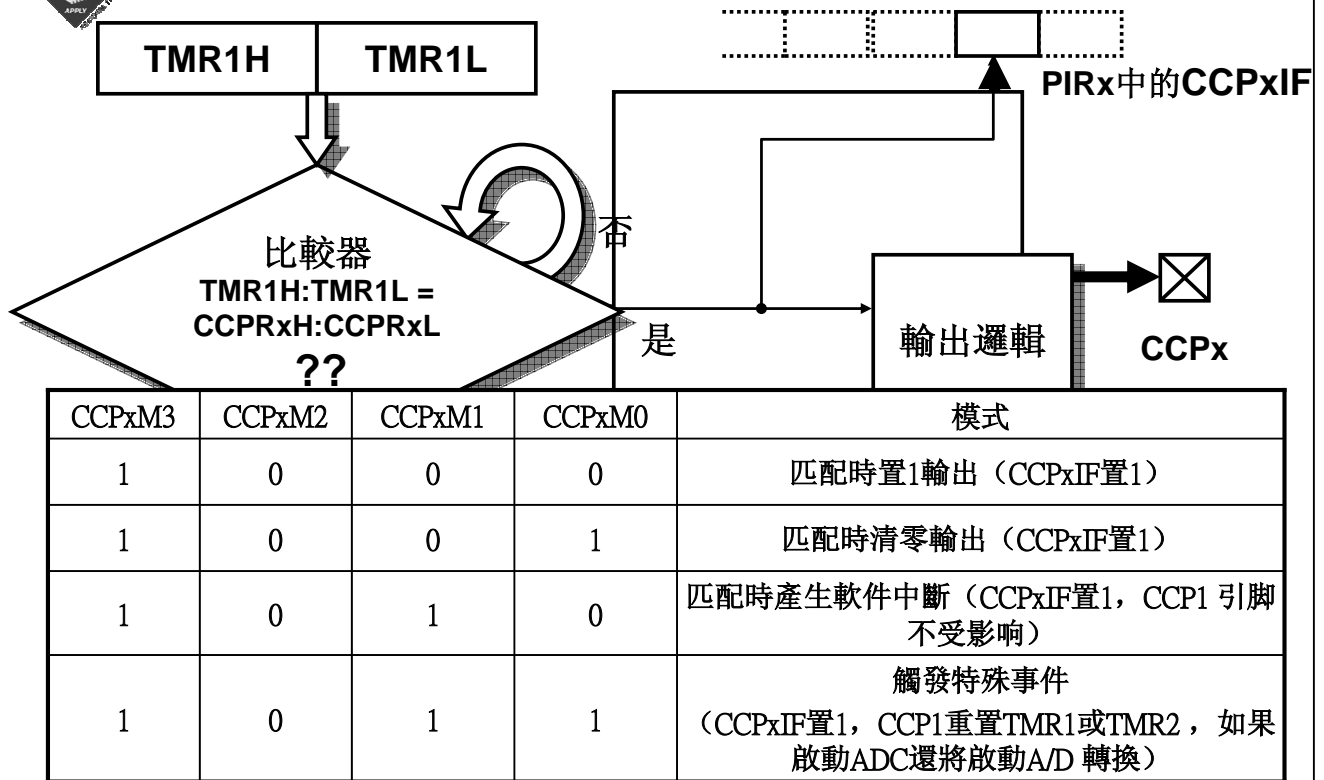 APPLY
TMR1H TMR1L
PIRx中的CCPxIF
否
比較器
TMR1H:TMR1L =
CCPRxH:CCPRxL
??
是
輸出邏輯
CCPx
CCPxM3 CCPxM2 CCPxM1 CCPxM0 模式
1 0 0 0 匹配時置1輸出（CCPxIF置1）
1 0 0 1 匹配時清零輸出（CCPxIF置1）
1 0 1 0 匹配時產生軟件中斷（CCPxIF置1，CCP1 引脚
不受影响）
1 0 1 1 觸發特殊事件
（CCPxIF置1，CCP1重置TMR1或TMR2 ，如果
啟動ADC還將啟動A/D 轉換）